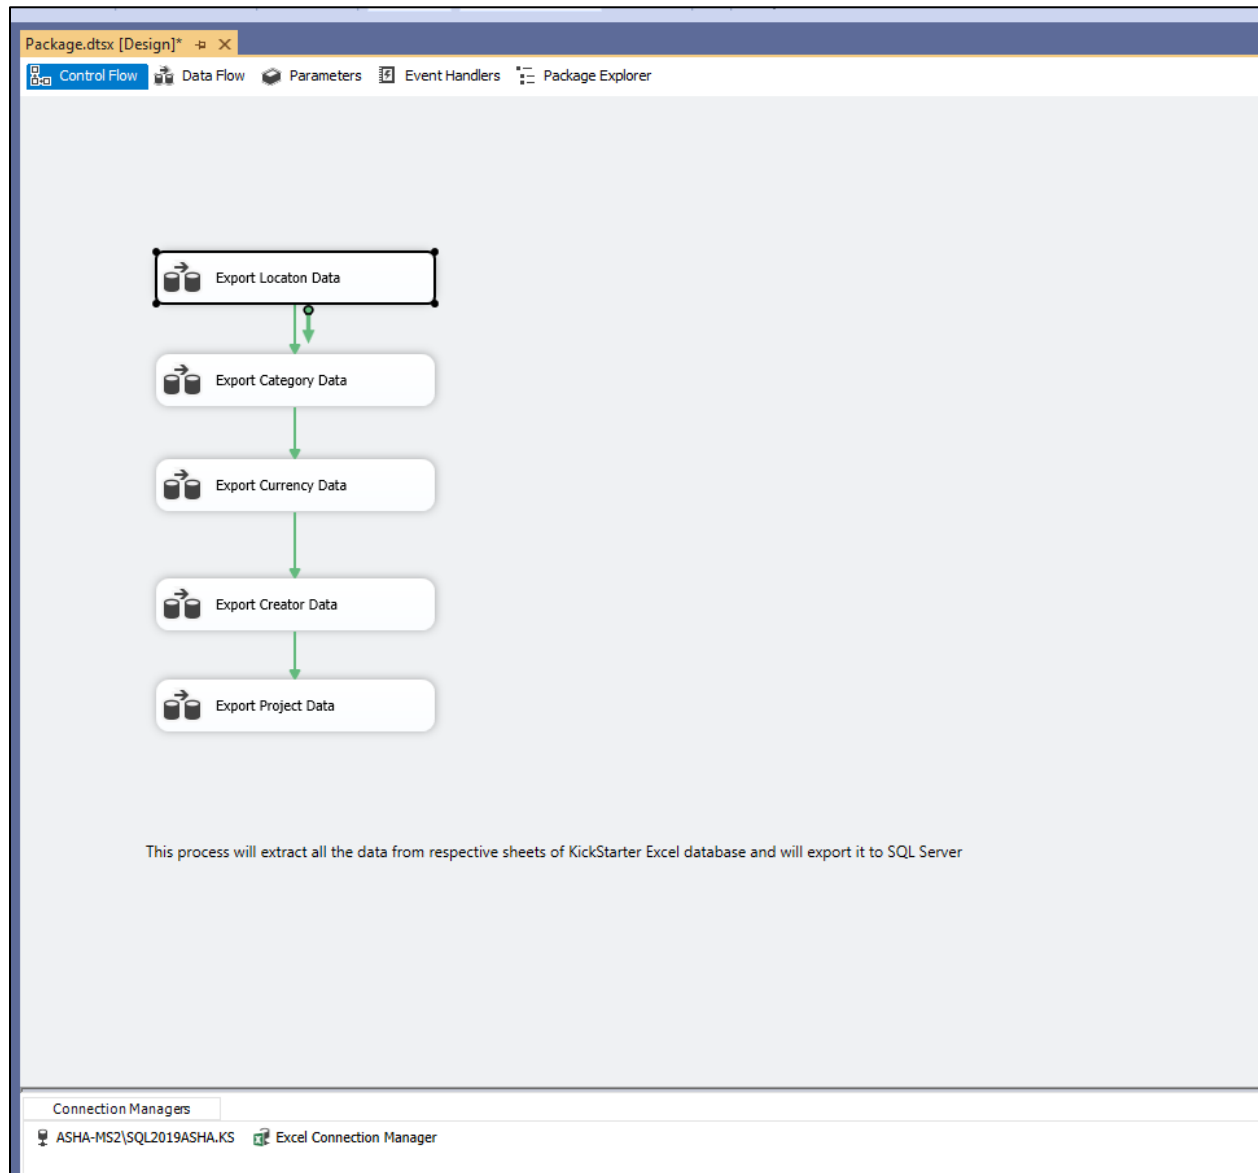 Package.dtsx [Design]*
Control Flow Data Flow Parameters Event Handlers Package Explorer
Export Locaton Data
Export Category Data
Export Currency Data
Export Creator Data
Export Project Data
This process will extract all the data from respective sheets of KickStarter Excel database and will export it to SQL Server
Connection Managers
ASHA-MS2\SQL2019ASHA.KS Excel Connection Manager